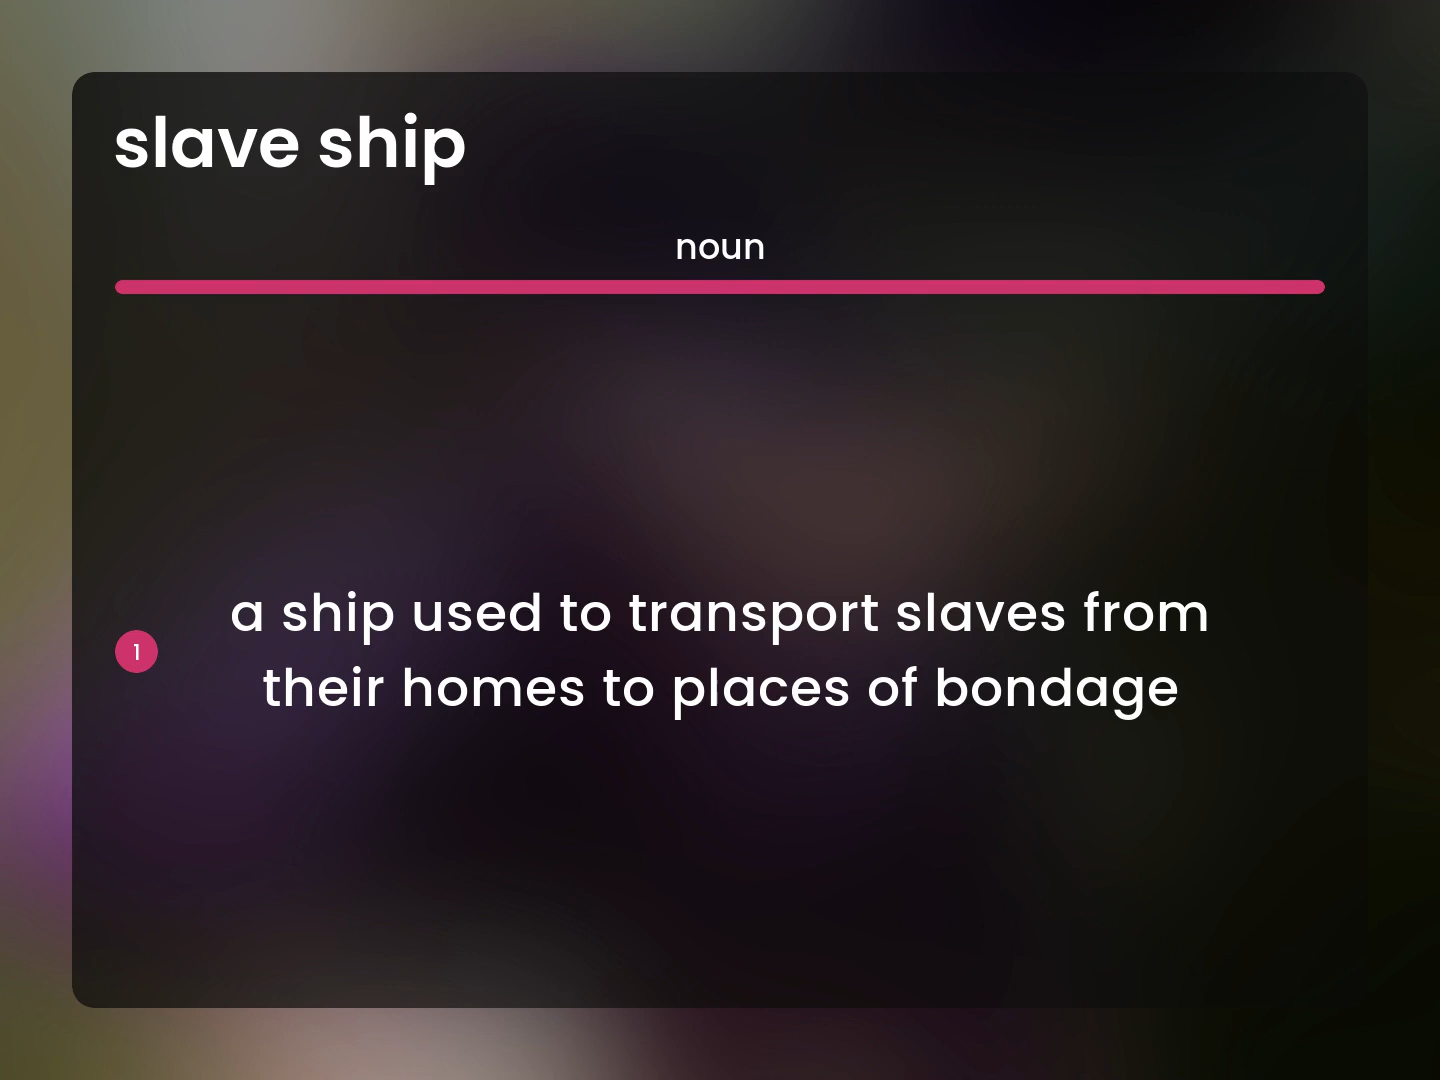 slave ship
noun
1
a ship used to transport slaves from
their homes to places of bondage